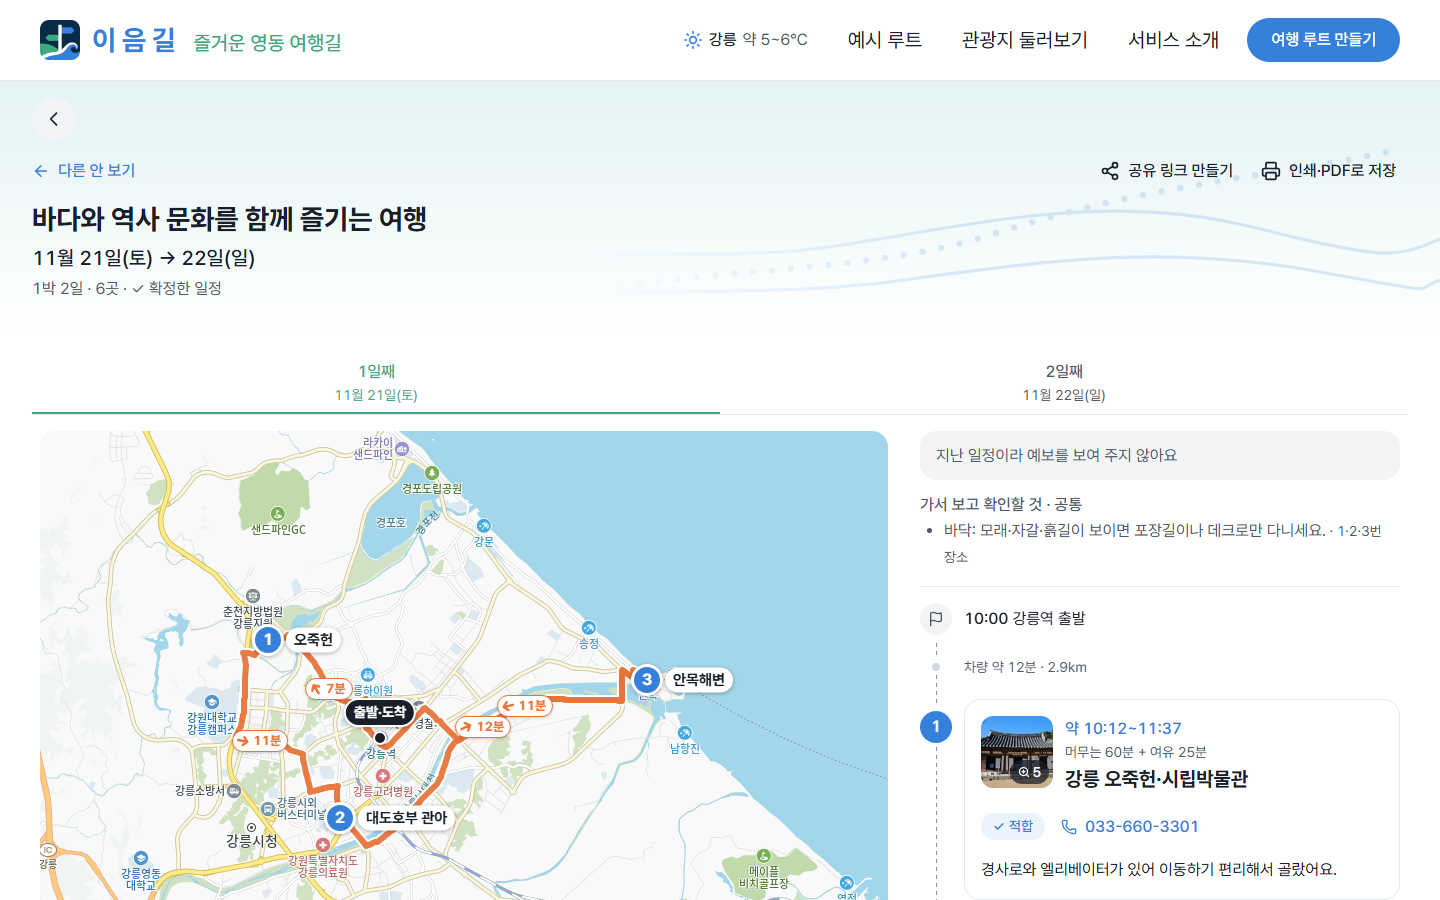 이음길 즐거운 영동 여행길
강릉 약 5~6°C
예시 루트
관광지 둘러보기
서비스 소개
여행 루트 만들기
다른 안 보기
공유 링크 만들기
인쇄·PDF로 저장
바다와 역사 문화를 함께 즐기는 여행
11월 21일(토) → 22일(일)
1박 2일 · 6곳 · ✓ 확정한 일정
1일째
11월 21일(토)
2일째
11월 22일(일)
라카이
샌드파인
경포도립공원
샌드파인GC
경포호
경포천
강문
춘천지방법원
강릉지원
1 오죽헌
송정
3 안목해변
7분
출발·도착
11분
12분
강원대학교
강릉캠퍼스
11분
강릉역
남항진
강릉고려병원
강릉소방서
강릉시외
버스터미널
2 대도호부 관아
강릉시청
강원특별자치도
강릉의료원
IC
강릉
강릉영동
대학교
메이플
비치골프장
지난 일정이라 예보를 보여 주지 않아요
가서 보고 확인할 것 · 공통
• 바닥: 모래·자갈·흙길이 보이면 포장길이나 데크로만 다니세요. · 1·2·3번
장소
10:00 강릉역 출발
차량 약 12분 · 2.9km
1
약 10:12~11:37
머무는 60분 + 여유 25분
강릉 오죽헌·시립박물관
5
✓ 적합
033-660-3301
경사로와 엘리베이터가 있어 이동하기 편리해서 골랐어요.